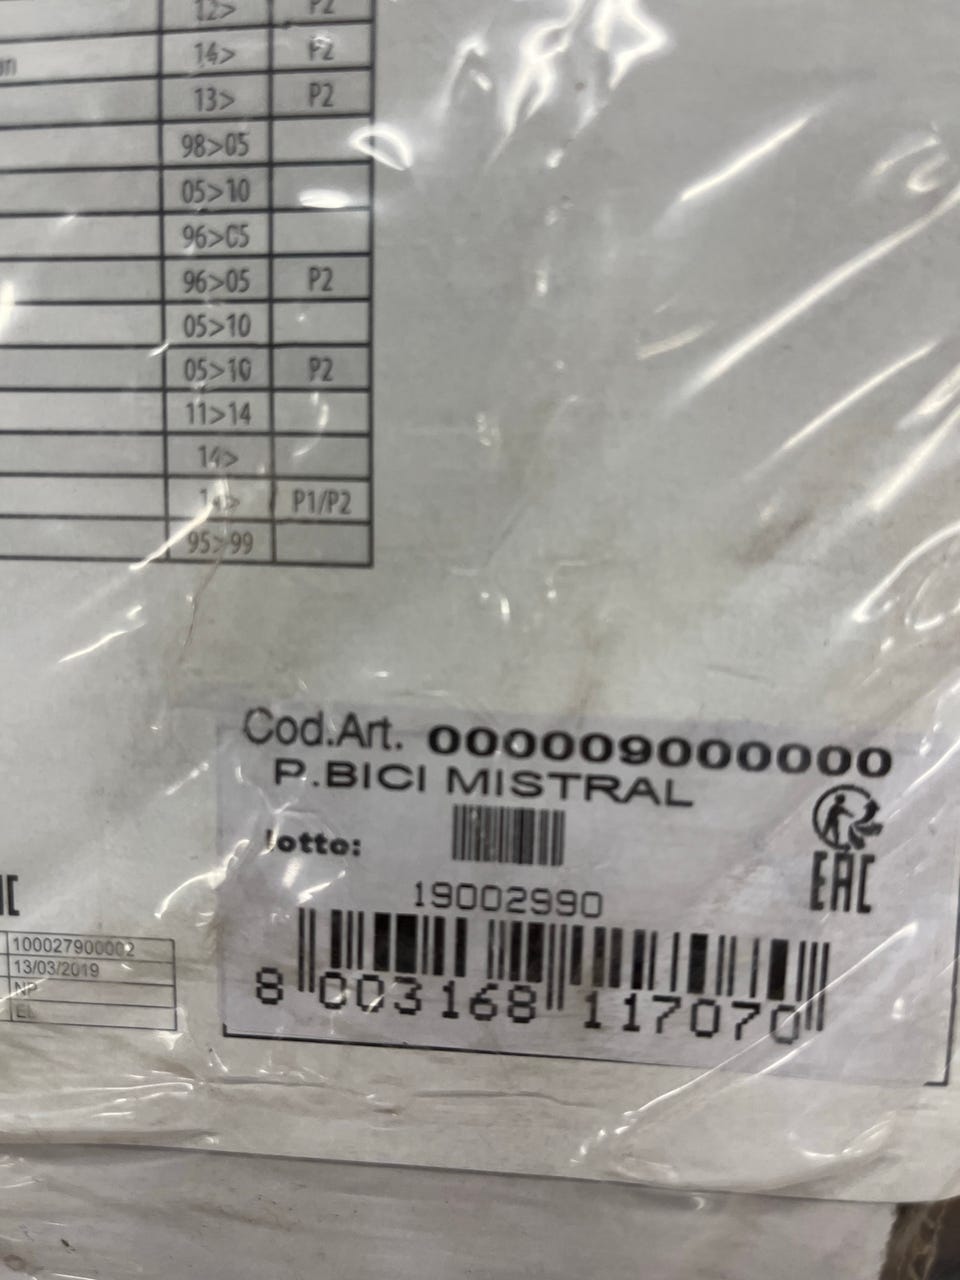 12> P2
14> P2
13> P2
98>05
05>10
96>05
96>05 P2
05>10
05>10 P2
11>14
14>
14> P1/P2
95>99
Cod.Art. 000009000000
P.BICI MISTRAL
lotto:
19002990
EAC
8 003168 117070
100027900002
13/03/2019
NP